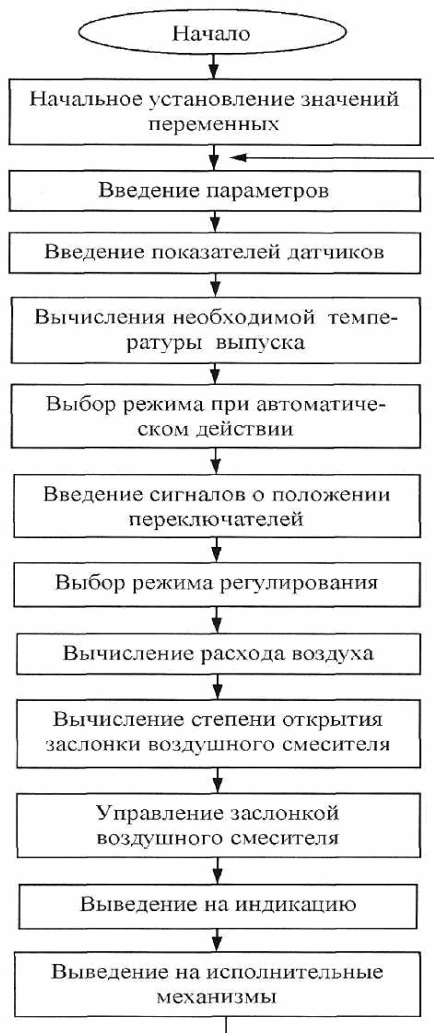 Начало
Начальное установление значений
переменных
Введение параметров
Введение показателей датчиков
Вычисления необходимой темпе-
ратуры выпуска
Выбор режима при автоматиче-
ском действии
Введение сигналов о положении
переключателей
Выбор режима регулирования
Вычисление расхода воздуха
Вычисление степени открытия
заслонки воздушного смесителя
Управление заслонкой
воздушного смесителя
Выведение на индикацию
Выведение на исполнительные
механизмы